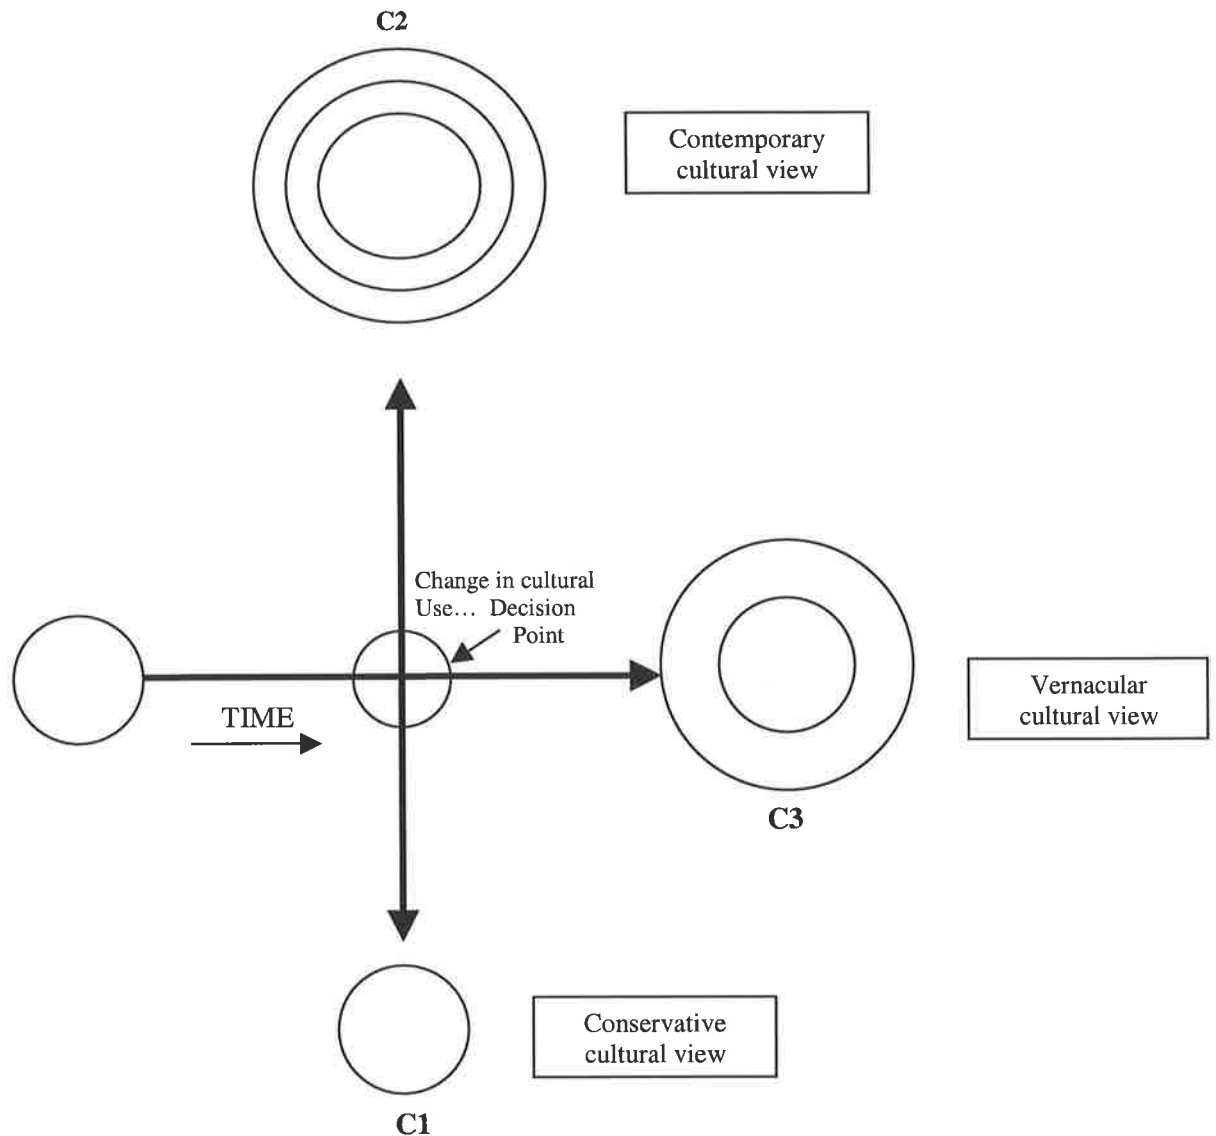 C2
Contemporary
cultural view
Change in cultural
Use... Decision
Point
TIME
Vernacular
cultural view
C3
Conservative
cultural view
C1